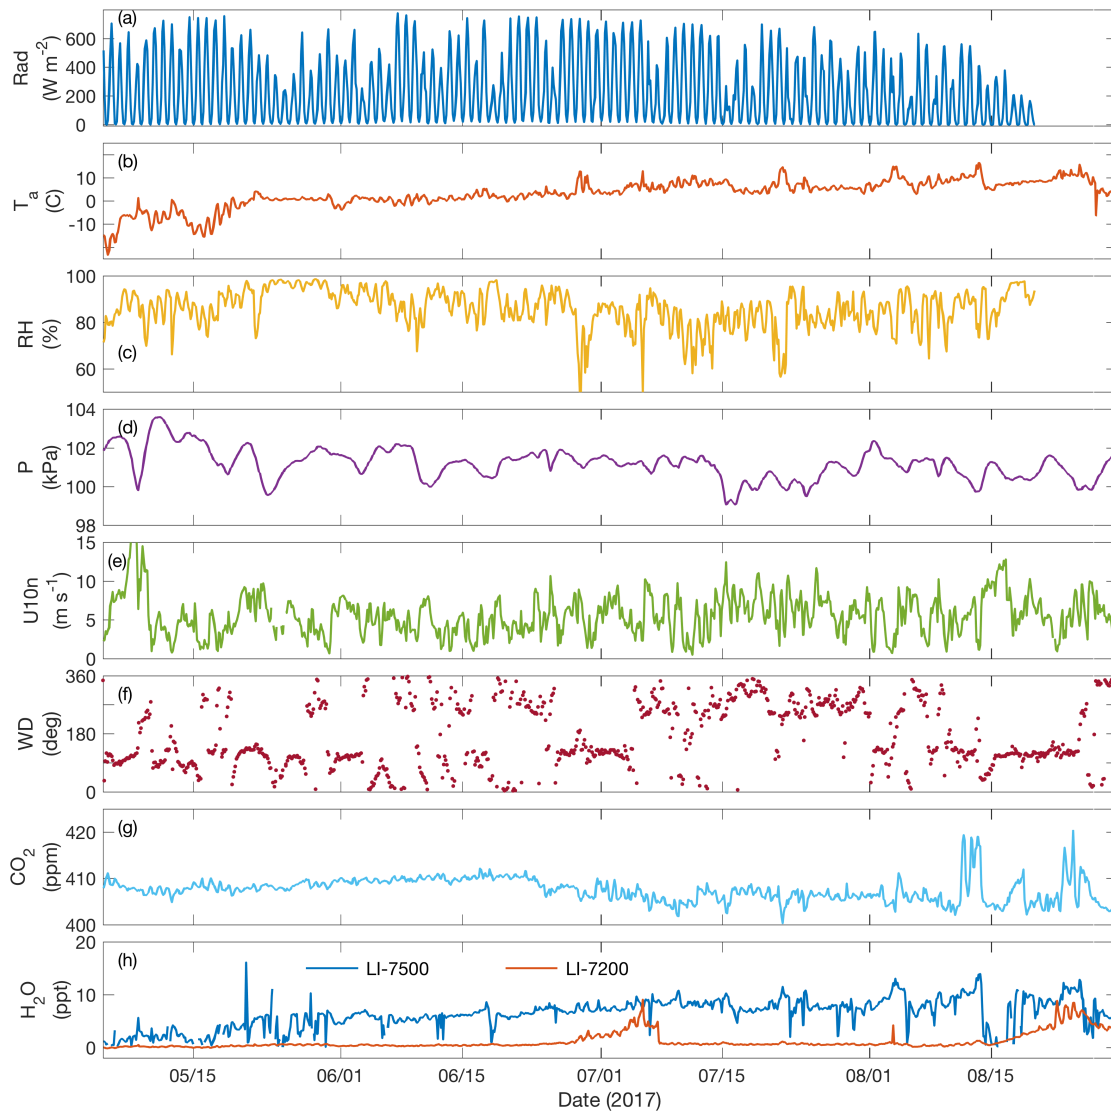 (a)
Rad
(W m-2)
600
400
200
0
(b)
Ta
(C)
10
0
-10
(c)
RH
(%)
100
80
60
(d)
P
(kPa)
104
102
100
98
(e)
U10n
(m s-1)
15
10
5
0
(f)
WD
(deg)
360
180
0
(g)
CO2
(ppm)
420
410
400
(h)
LI-7500
LI-7200
H2O
(ppt)
20
10
0
05/15 06/01 06/15 07/01 07/15 08/01 08/15
Date (2017)